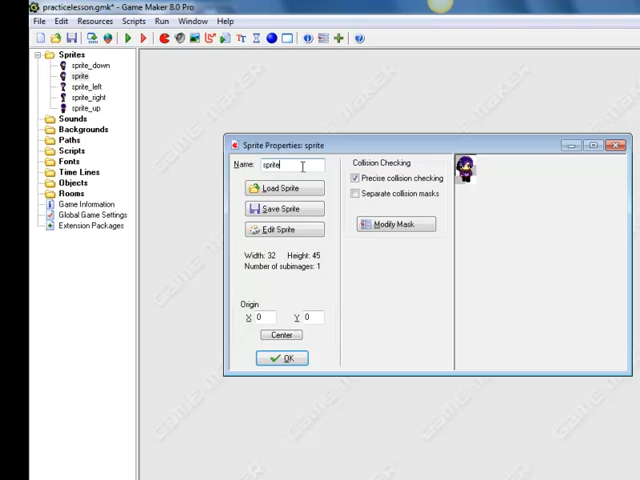 practicelesson.gmk* - Game Maker 8.0 Pro
File Edit Resources Scripts Run Window Help
Sprites
sprite_down
sprite
sprite_left
sprite_right
sprite_up
Sounds
Backgrounds
Paths
Scripts
Fonts
Time Lines
Objects
Rooms
Game Information
Global Game Settings
Extension Packages
Sprite Properties: sprite
Name: sprite
Load Sprite
Save Sprite
Edit Sprite
Width: 32 Height: 45
Number of subimages: 1
Origin
X 0 Y 0
Center
OK
Collision Checking
Precise collision checking
Separate collision masks
Modify Mask